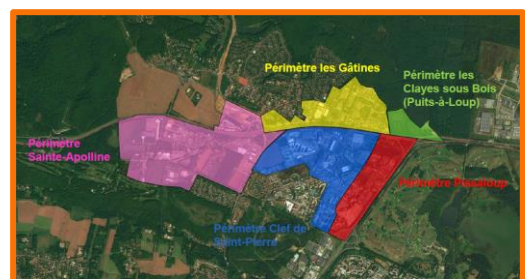 Périmètre les Gâtines
Périmètre les
Clayes sous Bois
(Puits-à-Loup)
Périmètre
Sainte-Apolline
Périmètre Pissaloup
Périmètre Clef de
Saint-Pierre